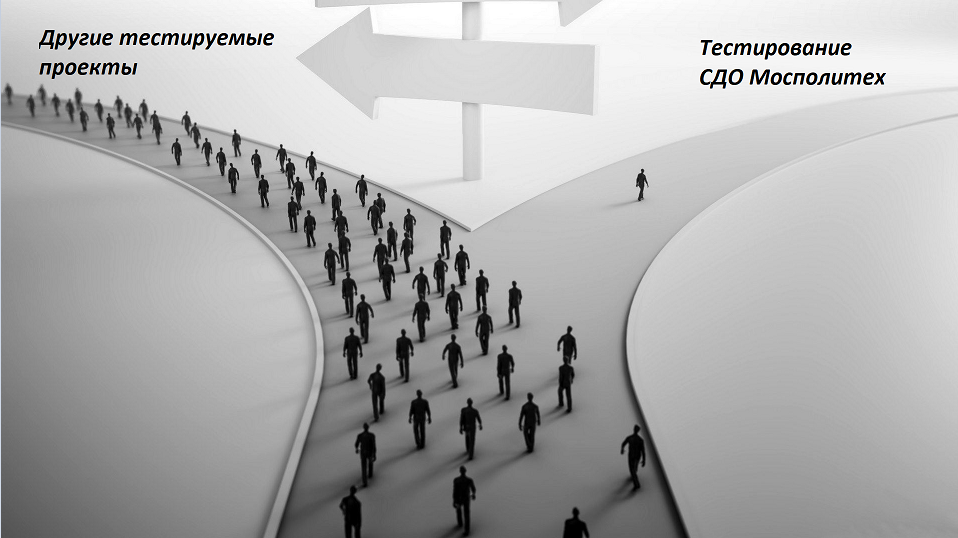 Другие тестируемые
проекты
Тестирование
СДО Мосполитех